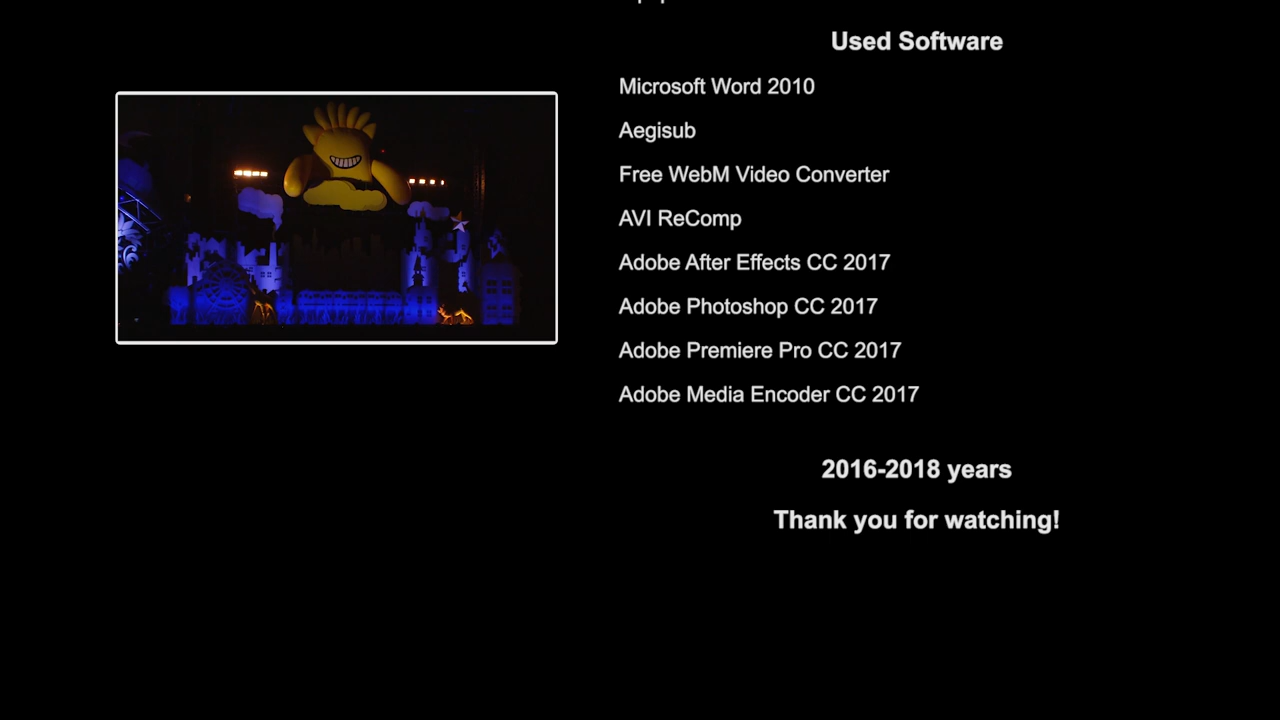 Used Software
Microsoft Word 2010
Aegisub
Free WebM Video Converter
AVI ReComp
Adobe After Effects CC 2017
Adobe Photoshop CC 2017
Adobe Premiere Pro CC 2017
Adobe Media Encoder CC 2017
2016-2018 years
Thank you for watching!